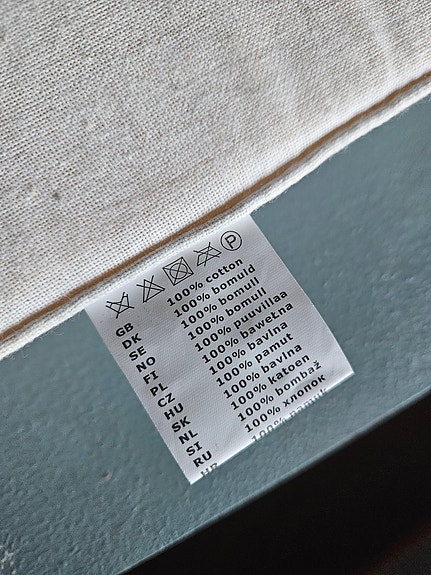 P
GB 100% cotton
DK 100% bomuld
SE 100% bomull
NO 100% bomull
FI 100% puuvillaa
PL 100% bawełna
CZ 100% bavlna
HU 100% pamut
SK 100% bavlna
NL 100% katoen
SI 100% bombaž
RU 100% хлопок